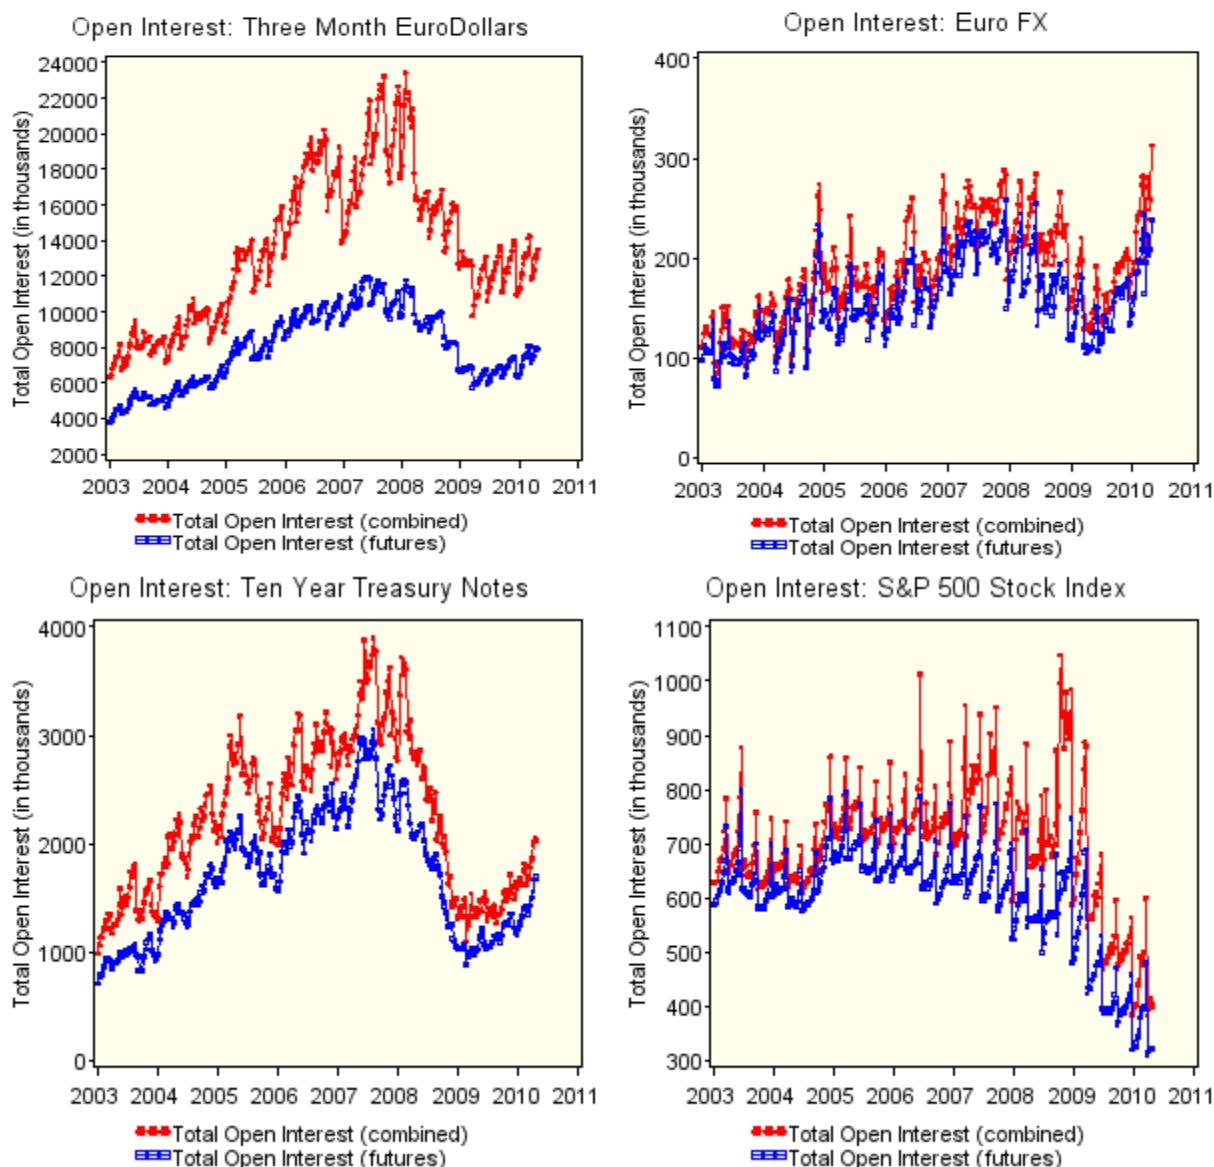 Open Interest: Three Month EuroDollars
Total Open Interest (in thousands)
24000
22000
20000
18000
16000
14000
12000
10000
8000
6000
4000
2000
2003 2004 2005 2006 2007 2008 2009 2010 2011
Total Open Interest (combined)
Total Open Interest (futures)
Open Interest: Euro FX
Total Open Interest (in thousands)
400
300
200
100
0
2003 2004 2005 2006 2007 2008 2009 2010 2011
Total Open Interest (combined)
Total Open Interest (futures)
Open Interest: Ten Year Treasury Notes
Total Open Interest (in thousands)
4000
3000
2000
1000
0
2003 2004 2005 2006 2007 2008 2009 2010 2011
Total Open Interest (combined)
Total Open Interest (futures)
Open Interest: S&P 500 Stock Index
Total Open Interest (in thousands)
1100
1000
900
800
700
600
500
400
300
2003 2004 2005 2006 2007 2008 2009 2010 2011
Total Open Interest (combined)
Total Open Interest (futures)